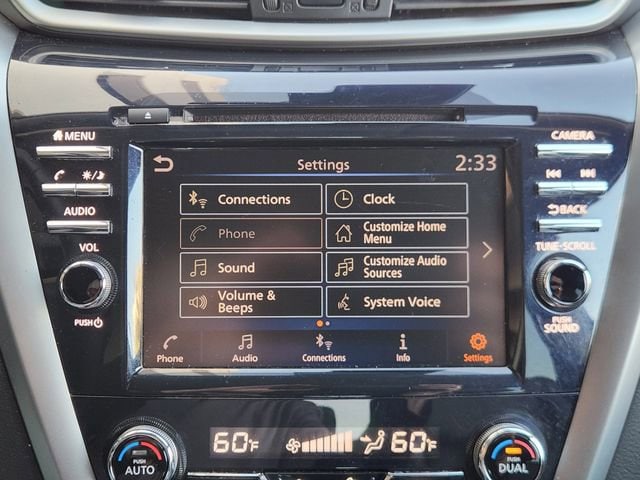 MENU
CAMERA
Settings 2:33
Connections
Clock
Phone
Customize Home
Menu
Sound
Customize Audio
Sources
Volume &
Beeps
System Voice
Phone
Audio
Connections
Info
Settings
AUDIO
BACK
VOL
TUNE-SCROLL
PUSH
PUSH
SOUND
60°F
60°F
PUSH
AUTO
PUSH
DUAL